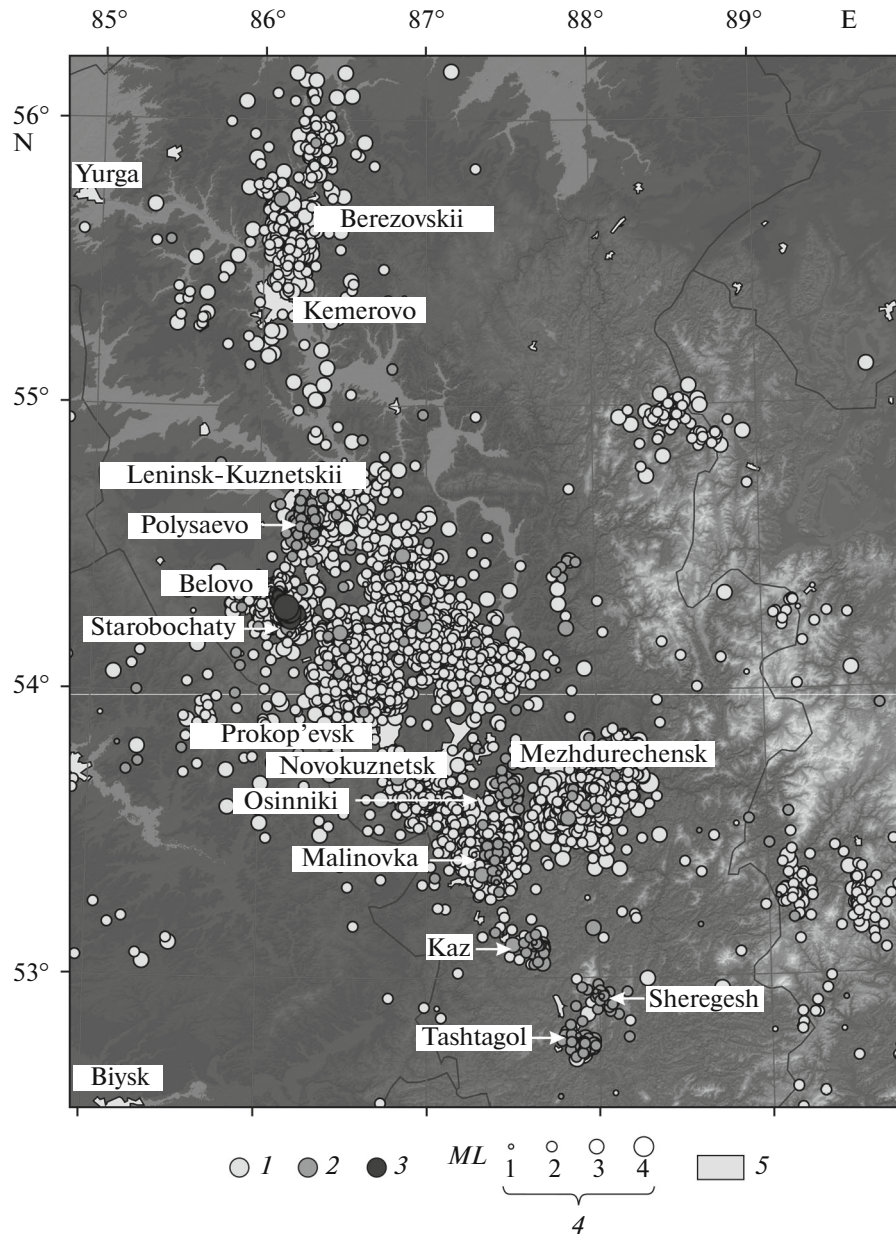 85° 86° 87° 88° 89° E
56°
N
Yurga
Berezovskii
Kemerovo
55°
Leninsk-Kuznetskii
Polysaevo
Belovo
Starobochaty
54°
Prokop’evsk
Mezhdurechensk
Novokuznetsk
Osinniki
Malinovka
Kaz
53°
Sheregesh
Tashtagol
Biysk
1 2 3 ML 1 2 3 4 5
4